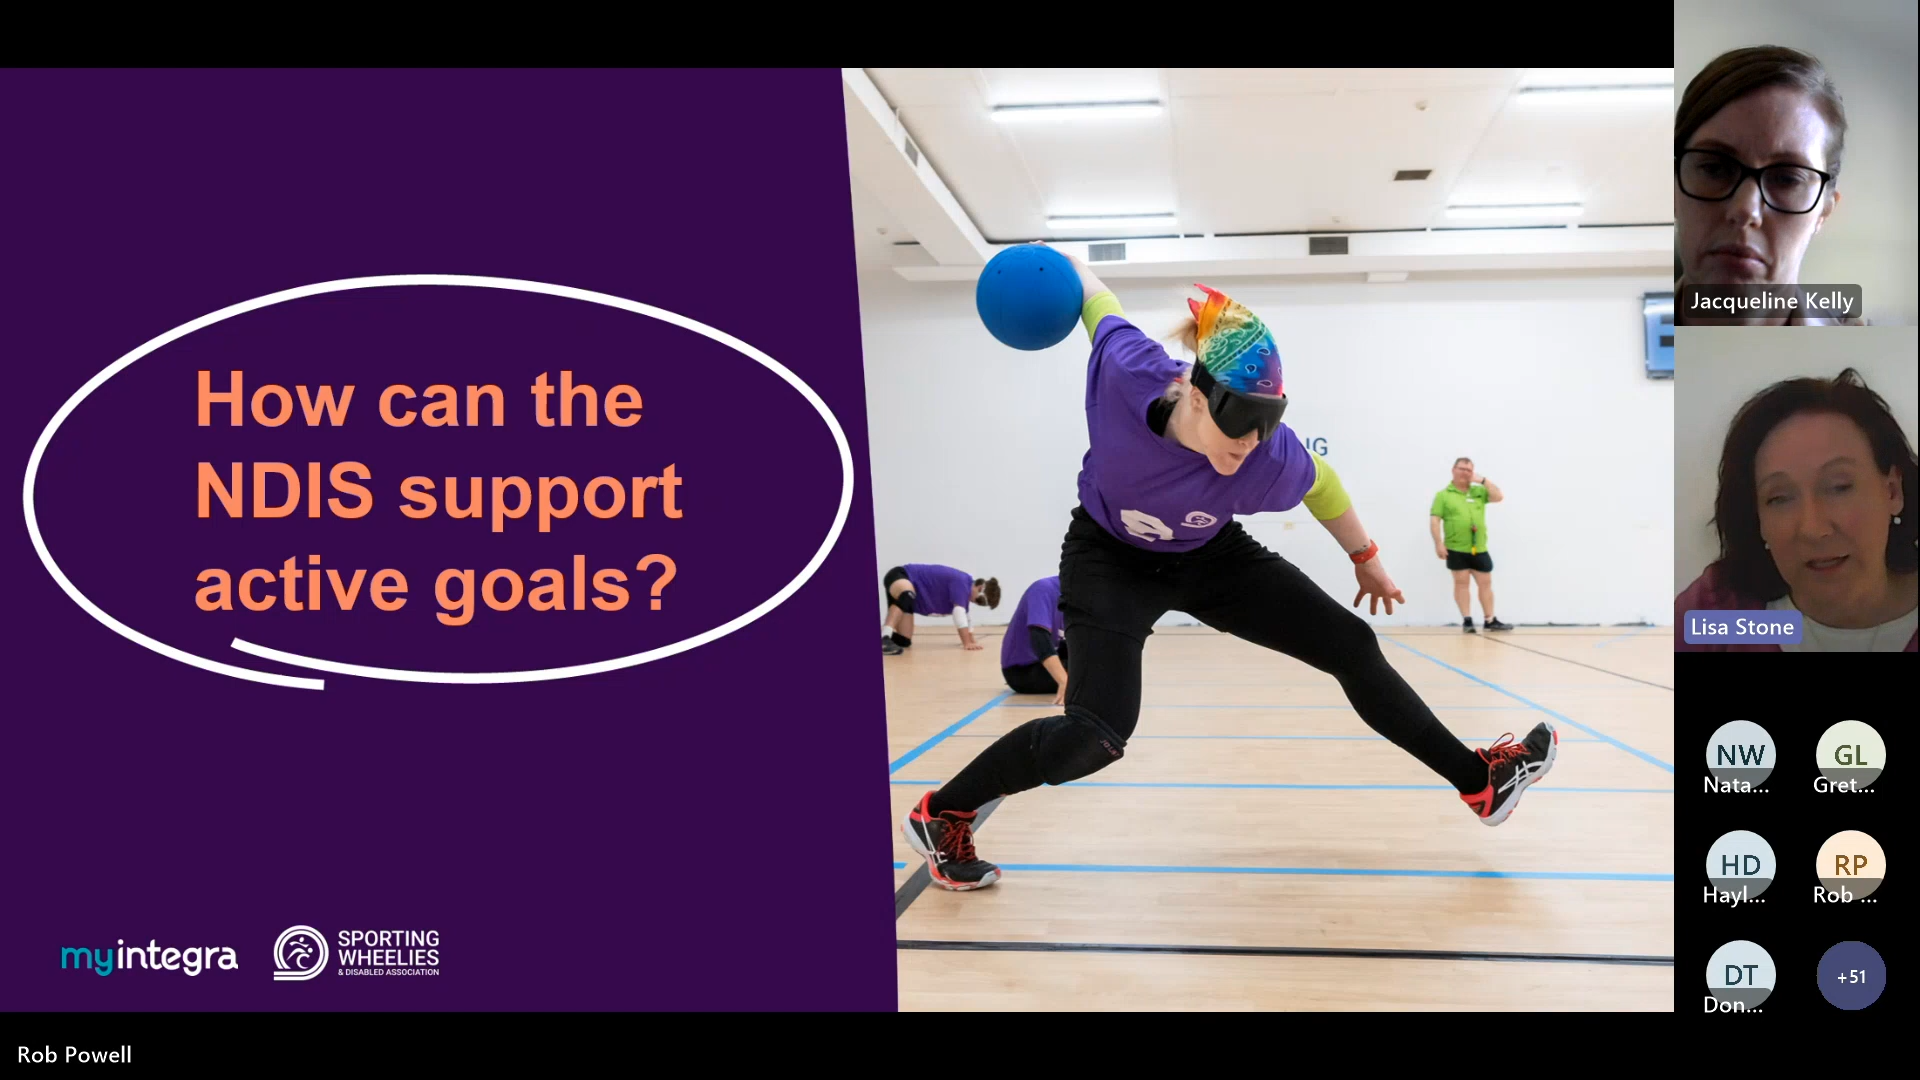 How can the
NDIS support
active goals?
myintegra
SPORTING
WHEELIES
& DISABLED ASSOCIATION
Rob Powell
Jacqueline Kelly
Lisa Stone
NW
Nata...
GL
Gret...
HD
Hayl...
RP
Rob ...
DT
Don...
+51